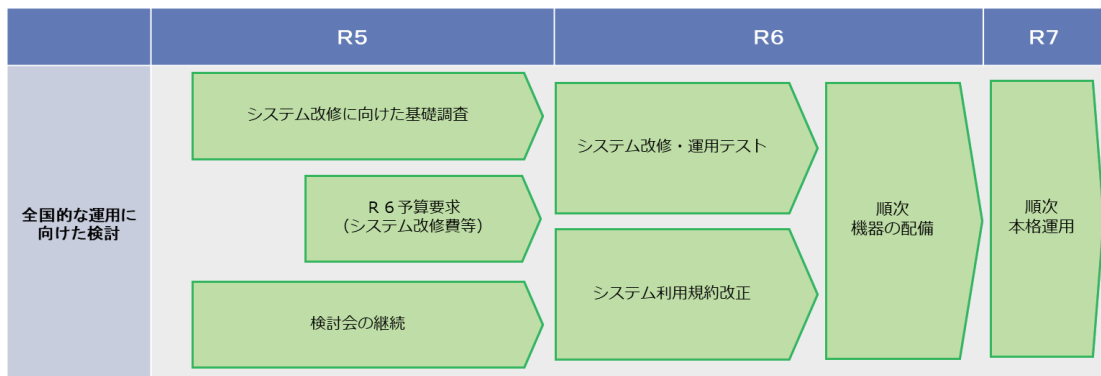 R5
R6
R7
全国的な運用に
向けた検討
システム改修に向けた基礎調査
Ｒ６予算要求
（システム改修費等）
検討会の継続
システム改修・運用テスト
システム利用規約改正
順次
機器の配備
順次
本格運用